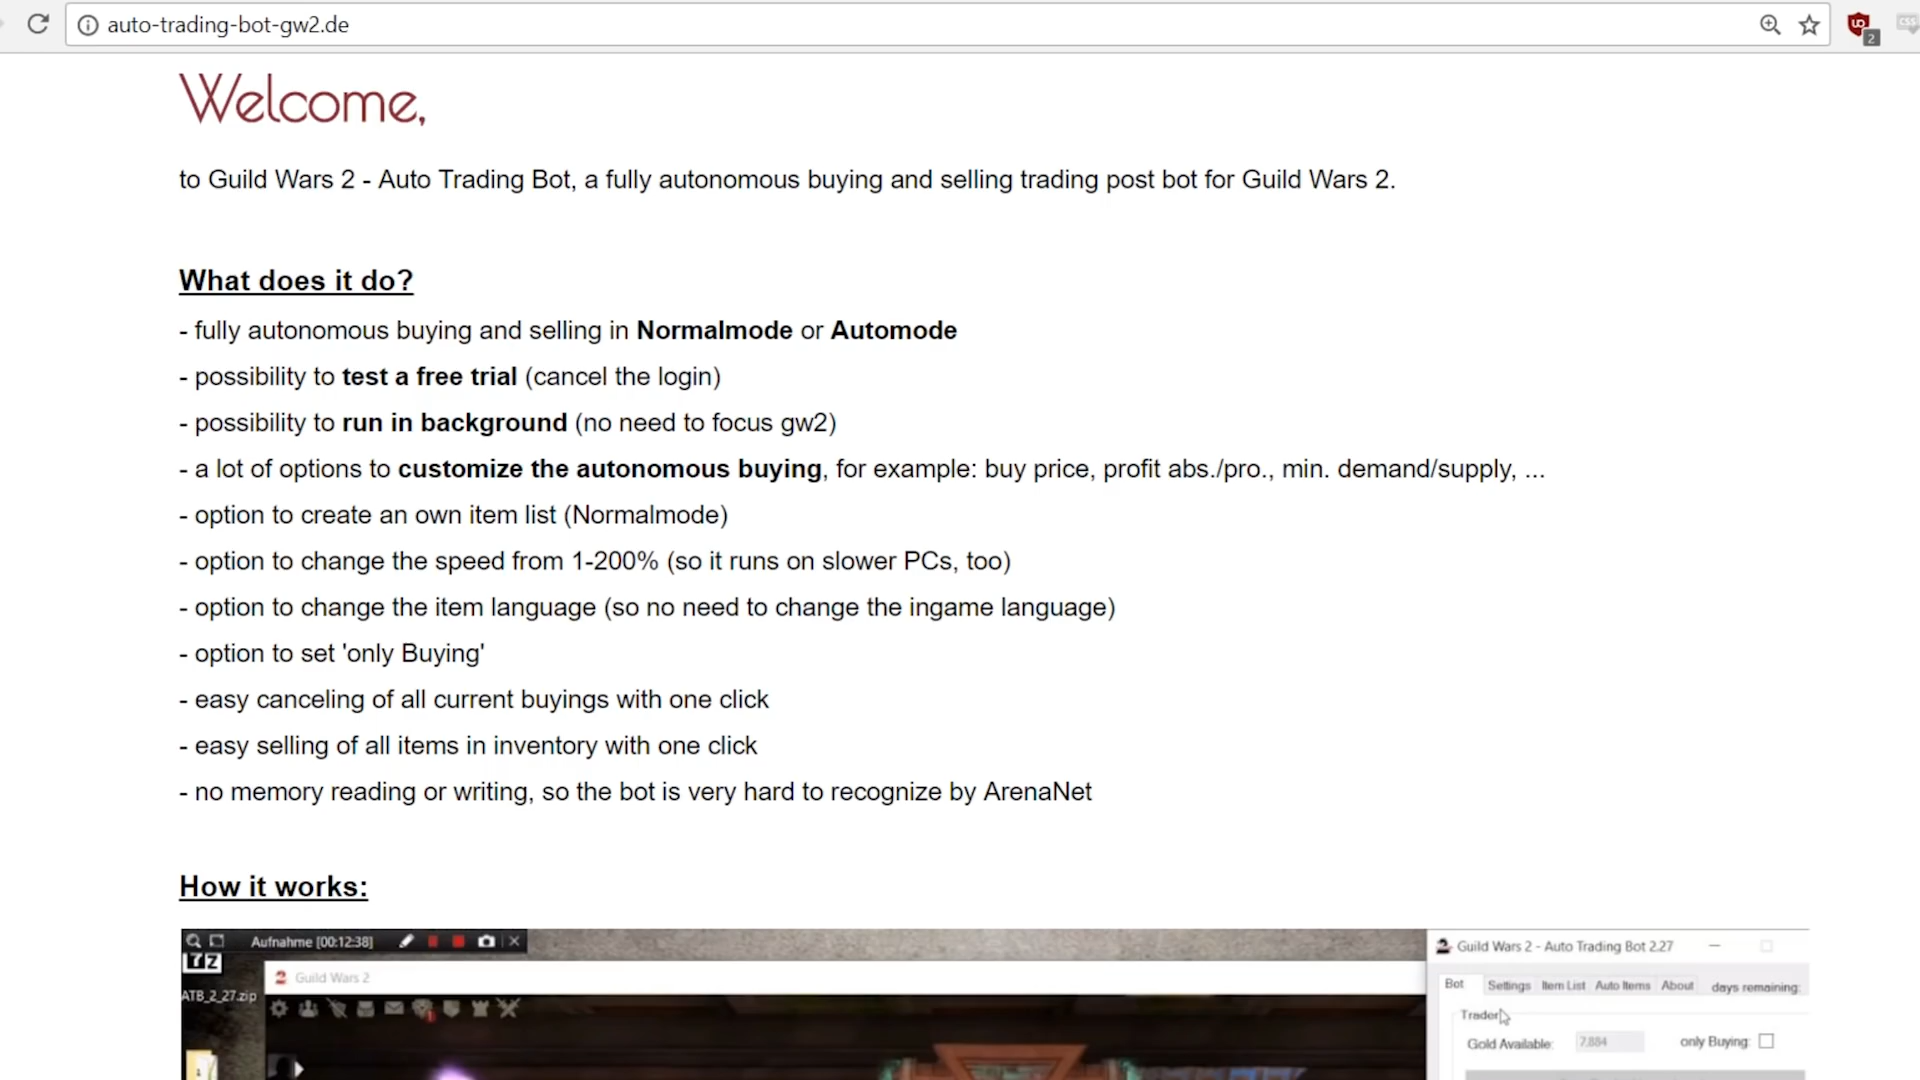 auto-trading-bot-gw2.de
2
CSS
Welcome,
to Guild Wars 2 - Auto Trading Bot, a fully autonomous buying and selling trading post bot for Guild Wars 2.
What does it do?
- fully autonomous buying and selling in Normalmode or Automode
- possibility to test a free trial (cancel the login)
- possibility to run in background (no need to focus gw2)
- a lot of options to customize the autonomous buying, for example: buy price, profit abs./pro., min. demand/supply, ...
- option to create an own item list (Normalmode)
- option to change the speed from 1-200% (so it runs on slower PCs, too)
- option to change the item language (so no need to change the ingame language)
- option to set 'only Buying'
- easy canceling of all current buyings with one click
- easy selling of all items in inventory with one click
- no memory reading or writing, so the bot is very hard to recognize by ArenaNet
How it works:
Aufnahme [00:12:38]
Guild Wars 2 - Auto Trading Bot 2.27
7z
Guild Wars 2
ATB_2_27.zip
Bot Settings Item List Auto Items About days remaining:
Trader
Gold Available: 7.884 only Buying: